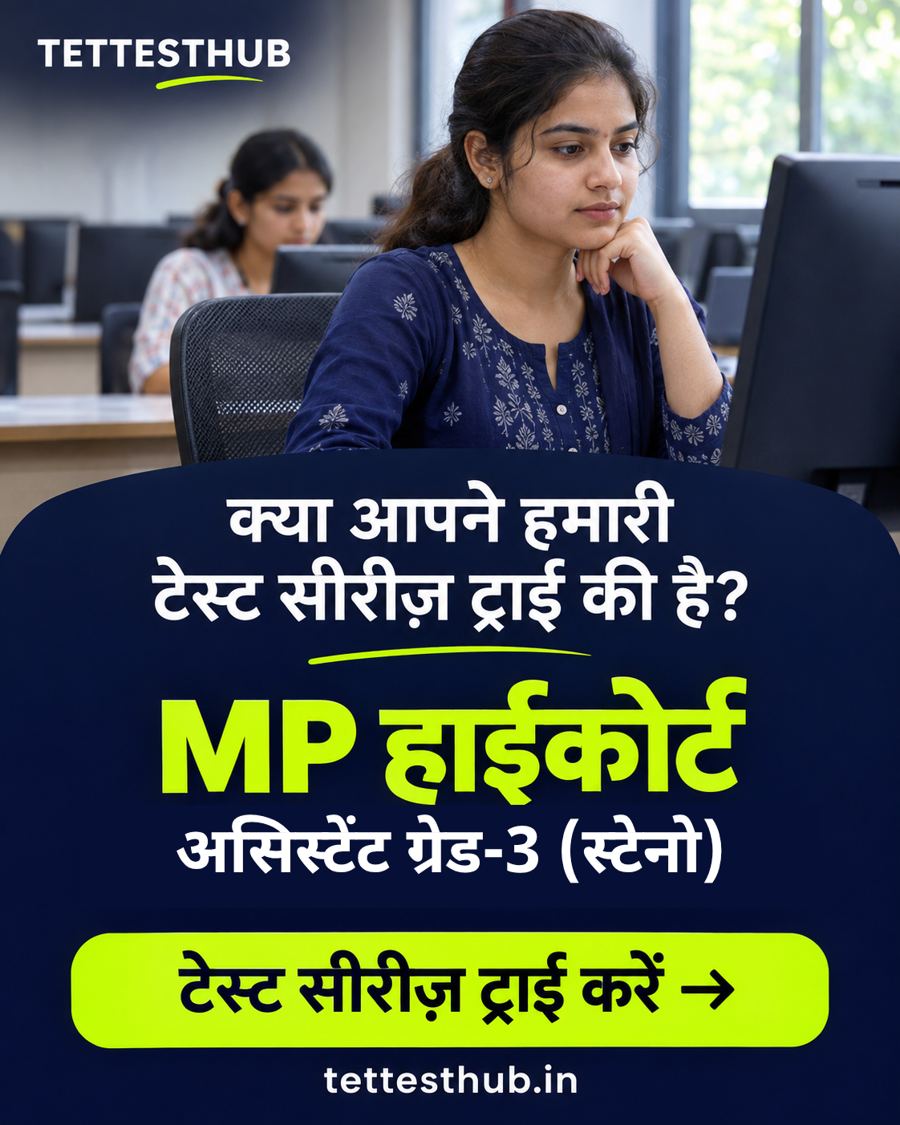 TETTESTHUB
क्या आपने हमारी
टेस्ट सीरीज़ ट्राई की है?
MP हाईकोर्ट
असिस्टेंट ग्रेड-3 (स्टेनो)
टेस्ट सीरीज़ ट्राई करें →
tettesthub.in